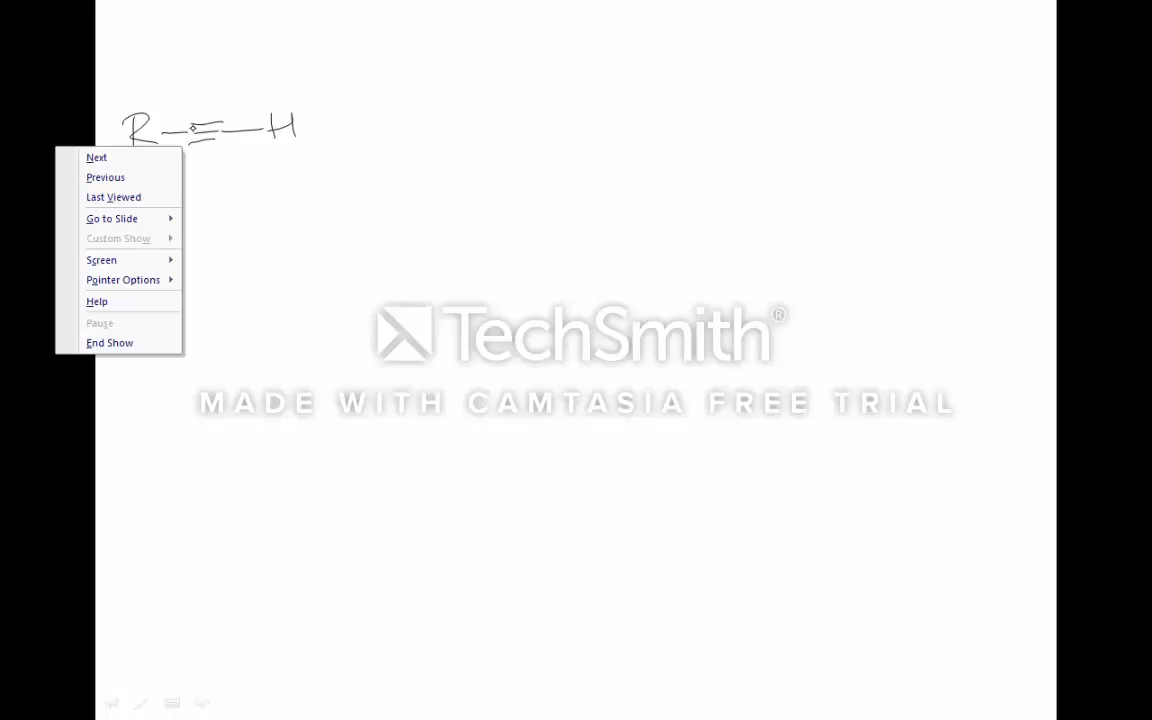 R-≡-H
Next
Previous
Last Viewed
Go to Slide
Custom Show
Screen
Pointer Options
Help
Pause
End Show
TechSmith®
MADE WITH CAMTASIA FREE TRIAL